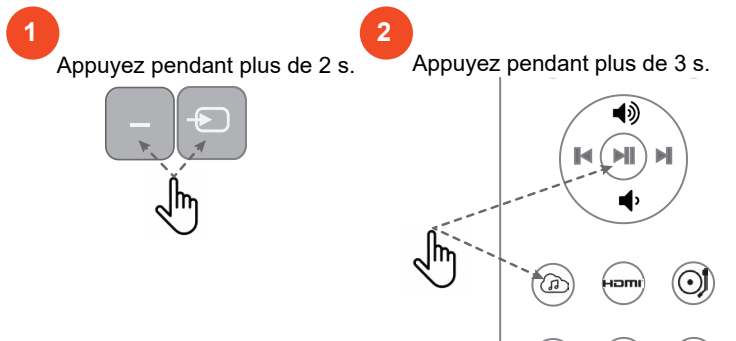 1
Appuyez pendant plus de 2 s.
2
Appuyez pendant plus de 3 s.
HDMI